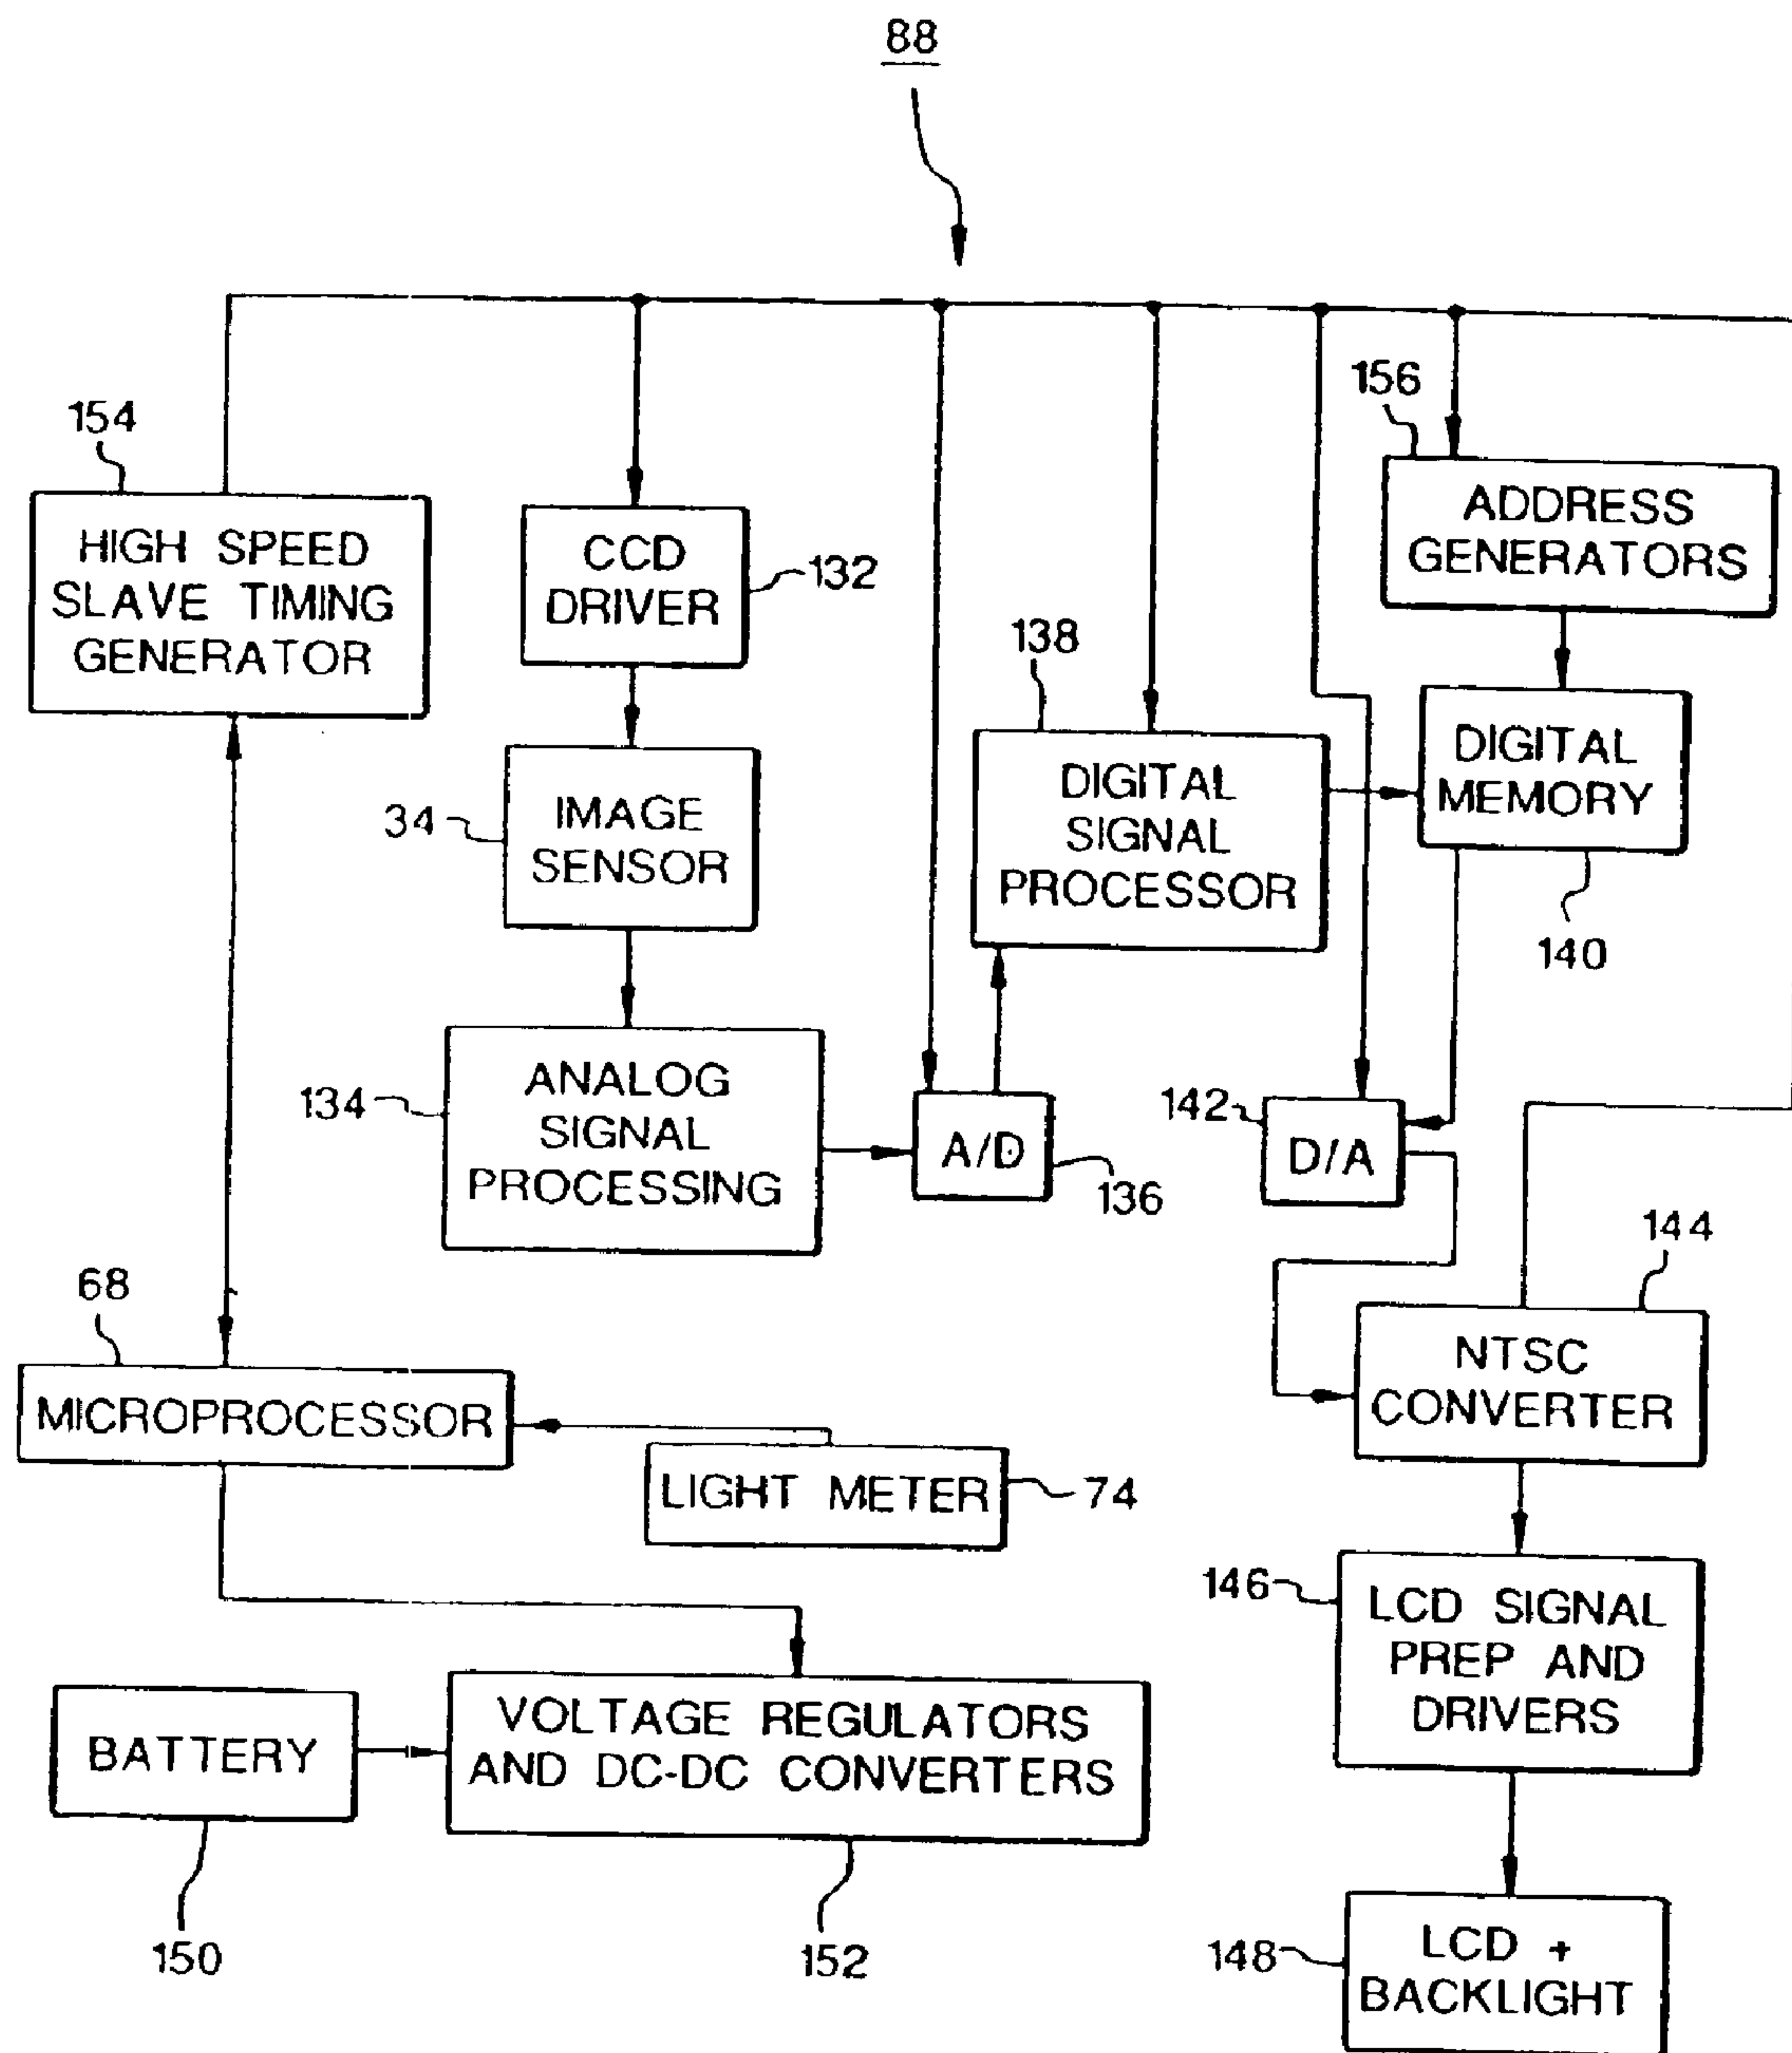 88
154
HIGH SPEED
SLAVE TIMING
GENERATOR
CCD
DRIVER
132
156
ADDRESS
GENERATORS
138
DIGITAL
SIGNAL
PROCESSOR
DIGITAL
MEMORY
140
34
IMAGE
SENSOR
134
ANALOG
SIGNAL
PROCESSING
A/D
136
142
D/A
144
NTSC
CONVERTER
68
MICROPROCESSOR
LIGHT METER
74
146
LCD SIGNAL
PREP AND
DRIVERS
BATTERY
150
VOLTAGE REGULATORS
AND DC-DC CONVERTERS
152
148
LCD +
BACKLIGHT